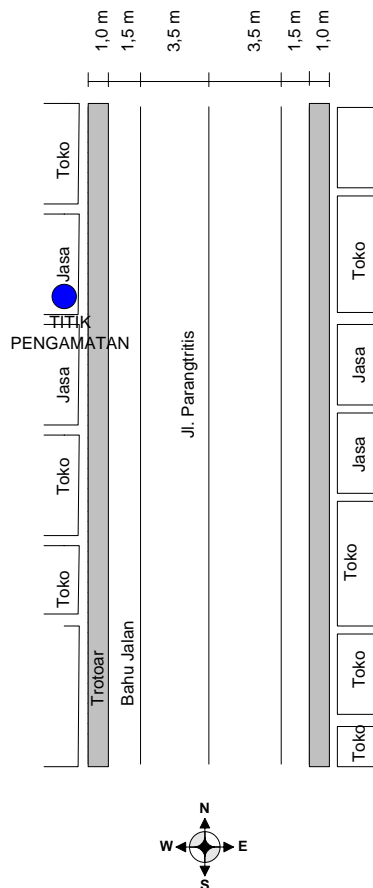 1,0 m
1,5 m
3,5 m
3,5 m
1,5 m
1,0 m
Toko
Jasa
TITIK
PENGAMATAN
Jasa
Toko
Toko
Trotoar
Bahu Jalan
Jl. Parangtritis
Toko
Jasa
Jasa
Toko
Toko
Toko
N
W
E
S